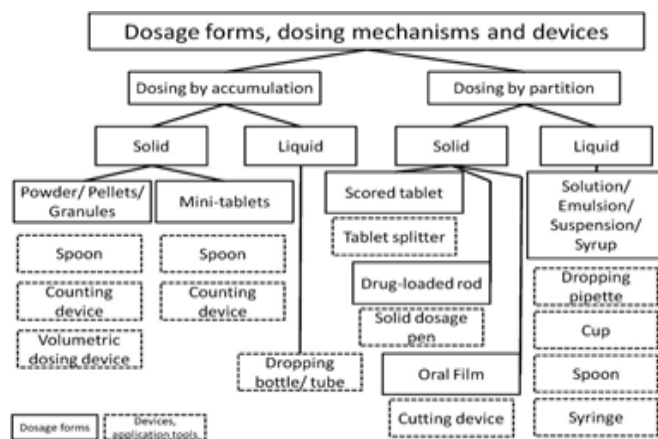 Dosage forms, dosing mechanisms and devices
Dosing by accumulation
Dosing by partition
Solid
Liquid
Solid
Liquid
Powder/ Pellets/
Granules
Mini-tablets
Scored tablet
Solution/
Emulsion/
Suspension/
Syrup
Spoon
Spoon
Tablet splitter
Counting
device
Counting
device
Drug-loaded rod
Dropping
pipette
Volumetric
dosing device
Solid dosage
pen
Cup
Dropping
bottle/ tube
Oral Film
Spoon
Cutting device
Syringe
Dosage forms
Devices,
application tools